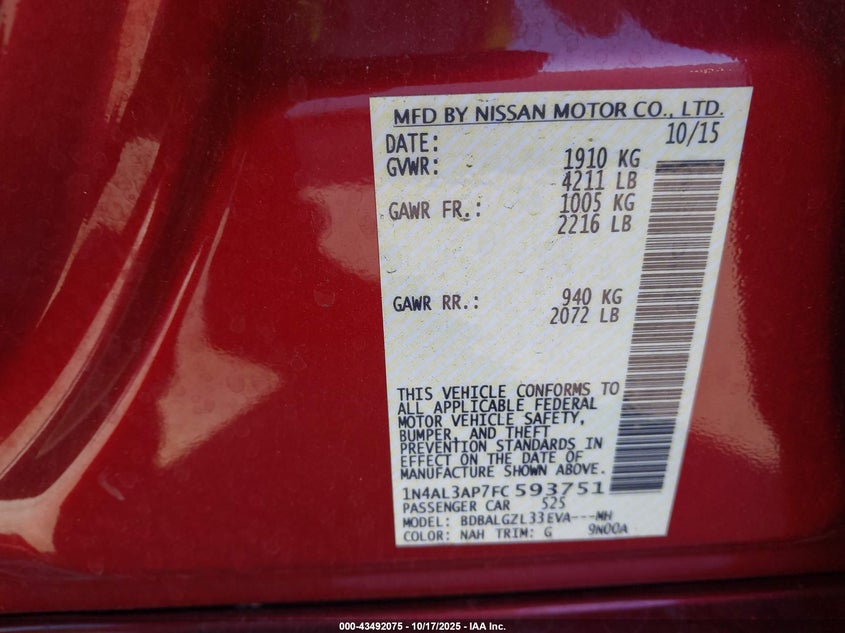 MFD BY NISSAN MOTOR CO., LTD.
DATE: 10/15
GVWR: 1910 KG
4211 LB
GAWR FR.: 1005 KG
2216 LB
GAWR RR.: 940 KG
2072 LB
THIS VEHICLE CONFORMS TO
ALL APPLICABLE FEDERAL
MOTOR VEHICLE SAFETY,
BUMPER, AND THEFT
PREVENTION STANDARDS IN
EFFECT ON THE DATE OF
MANUFACTURE SHOWN ABOVE.
1N4AL3AP7FC593751
PASSENGER CAR 525
MODEL: BDBALGZL33EVA---MH
COLOR: NAH TRIM: G 9N00A
000-43492075 - 10/17/2025 - IAA Inc.